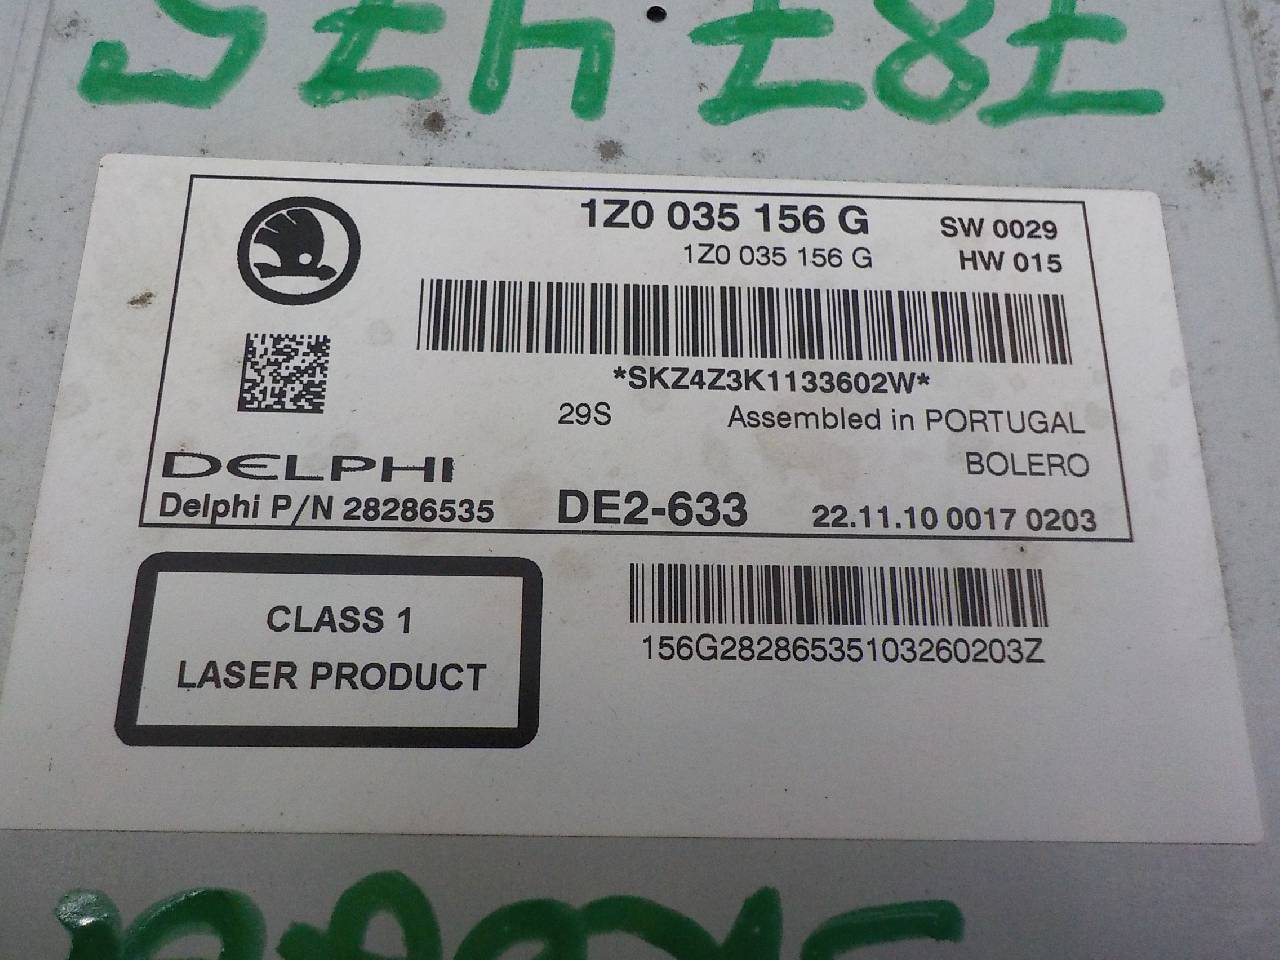 1Z0 035 156 G
SW 0029
1Z0 035 156 G
HW 015
*SKZ4Z3K1133602W*
29S
Assembled in PORTUGAL
DELPHI
BOLERO
Delphi P/N 28286535
DE2-633
22.11.10 0017 0203
CLASS 1
LASER PRODUCT
156G28286535103260203Z